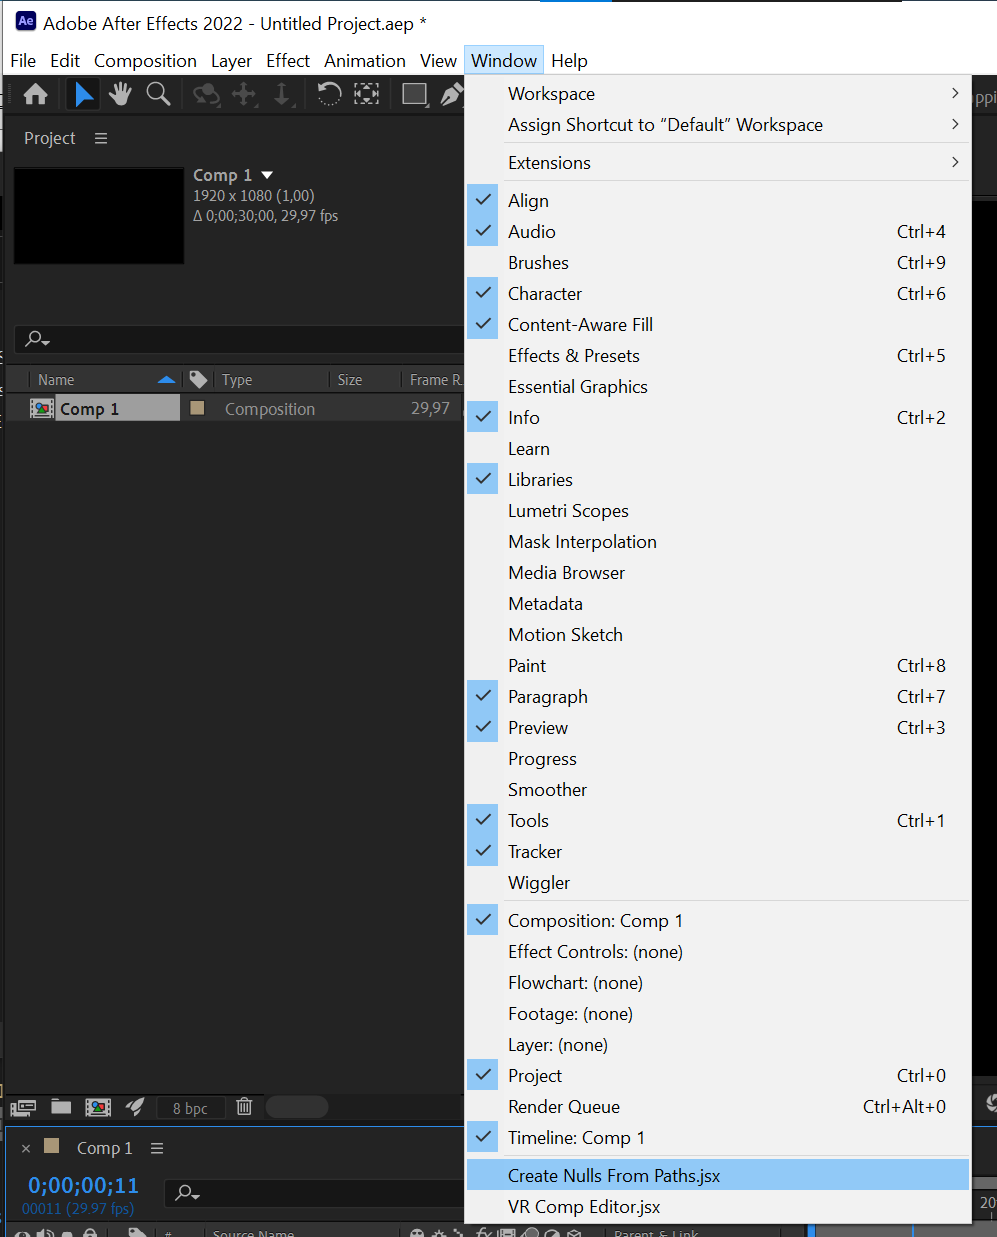 Ae Adobe After Effects 2022 - Untitled Project.aep *
File Edit Composition Layer Effect Animation View Window Help
Project
Comp 1
1920 x 1080 (1,00)
Δ 0;00;30;00, 29,97 fps
Name Type Size Frame R
Comp 1 Composition 29,97
8 bpc
Comp 1
0;00;00;11
00011 (29.97 fps)
# Source Name Parent & Link
Workspace
Assign Shortcut to “Default” Workspace
Extensions
Align
Audio Ctrl+4
Brushes Ctrl+9
Character Ctrl+6
Content-Aware Fill
Effects & Presets Ctrl+5
Essential Graphics
Info Ctrl+2
Learn
Libraries
Lumetri Scopes
Mask Interpolation
Media Browser
Metadata
Motion Sketch
Paint Ctrl+8
Paragraph Ctrl+7
Preview Ctrl+3
Progress
Smoother
Tools Ctrl+1
Tracker
Wiggler
Composition: Comp 1
Effect Controls: (none)
Flowchart: (none)
Footage: (none)
Layer: (none)
Project Ctrl+0
Render Queue Ctrl+Alt+0
Timeline: Comp 1
Create Nulls From Paths.jsx
VR Comp Editor.jsx